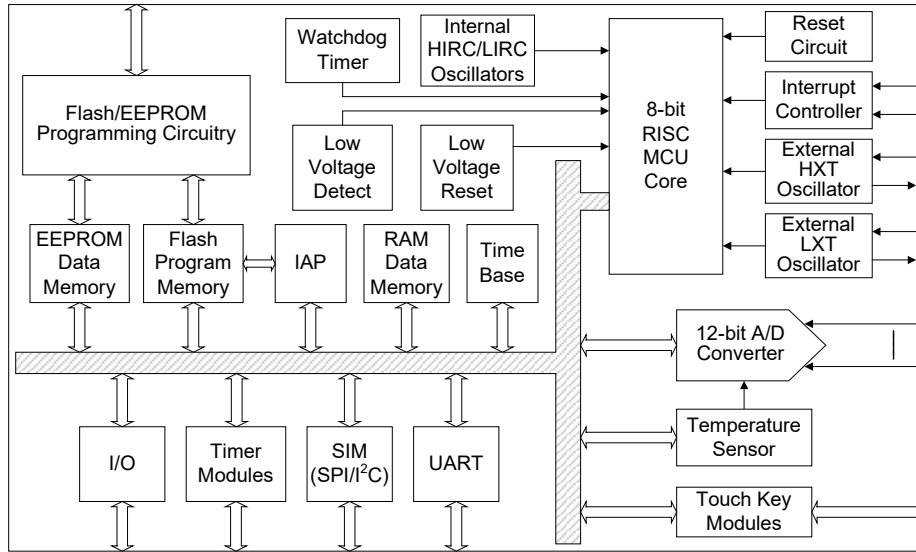 Watchdog
Timer
Internal
HIRC/LIRC
Oscillators
8-bit
RISC
MCU
Core
Reset
Circuit
Flash/EEPROM
Programming Circuitry
Interrupt
Controller
Low
Voltage
Detect
Low
Voltage
Reset
External
HXT
Oscillator
EEPROM
Data
Memory
Flash
Program
Memory
IAP
RAM
Data
Memory
Time
Base
External
LXT
Oscillator
12-bit A/D
Converter
I/O
Timer
Modules
SIM
(SPI/I²C)
UART
Temperature
Sensor
Touch Key
Modules